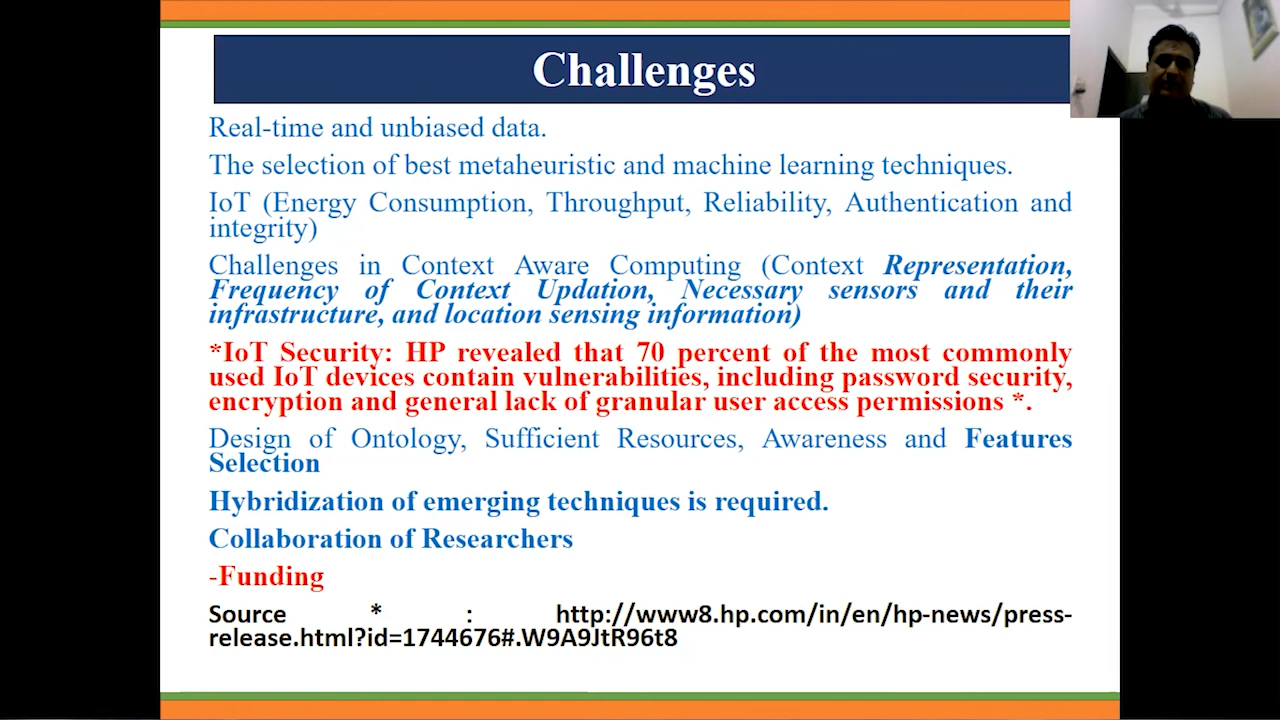 Challenges
Real-time and unbiased data.
The selection of best metaheuristic and machine learning techniques.
IoT (Energy Consumption, Throughput, Reliability, Authentication and
integrity)
Challenges in Context Aware Computing (Context Representation,
Frequency of Context Updation, Necessary sensors and their
infrastructure, and location sensing information)
*IoT Security: HP revealed that 70 percent of the most commonly
used IoT devices contain vulnerabilities, including password security,
encryption and general lack of granular user access permissions *.
Design of Ontology, Sufficient Resources, Awareness and Features
Selection
Hybridization of emerging techniques is required.
Collaboration of Researchers
-Funding
Source * : http://www8.hp.com/in/en/hp-news/press-
release.html?id=1744676#.W9A9JtR96t8